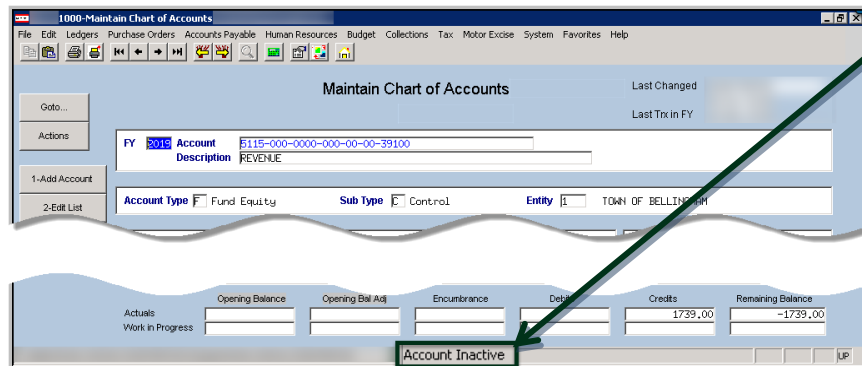 1000-Maintain Chart of Accounts
File Edit Ledgers Purchase Orders Accounts Payable Human Resources Budget Collections Tax Motor Excise System Favorites Help
Maintain Chart of Accounts
Last Changed
Last Trx in FY
Goto...
Actions
FY 2019 Account 5115-000-0000-000-00-00-39100
Description REVENUE
1-Add Account
2-Edit List
Account Type F Fund Equity Sub Type C Control Entity 1 TOWN OF BELLINGHAM
Opening Balance Opening Bal Adj Encumbrance Debits Credits Remaining Balance
Actuals 1739.00 -1739.00
Work in Progress
Account Inactive
UP